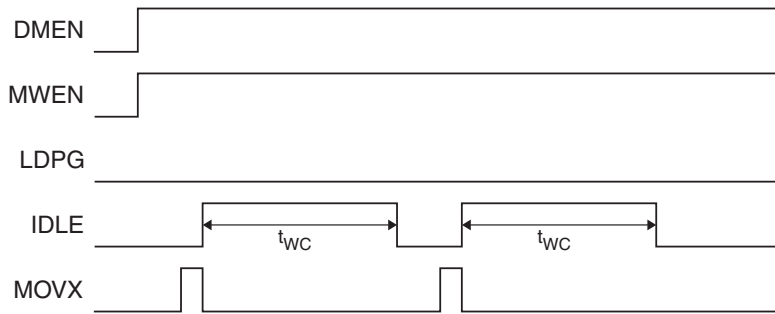 DMEN
MWEN
LDPG
IDLE
tWC tWC
MOVX